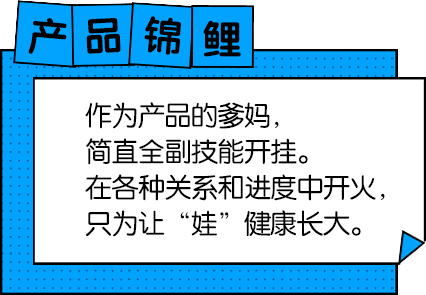 产品锦鲤
作为产品的爹妈，
简直全副技能开挂。
在各种关系和进度中开火，
只为让“娃”健康长大。